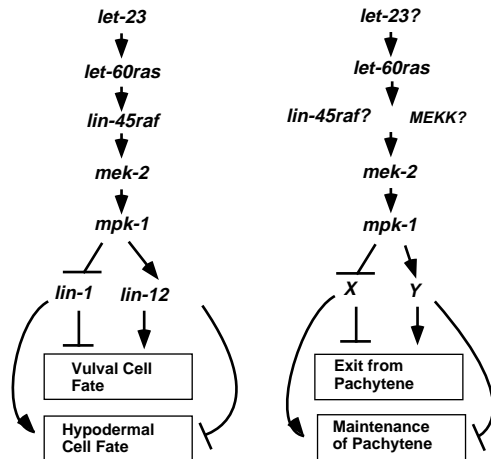 let-23
let-60ras
lin-45raf
mek-2
mpk-1
lin-1 lin-12
Vulval Cell
Fate
Hypodermal
Cell Fate
let-23?
let-60ras
lin-45raf? MEKK?
mek-2
mpk-1
X Y
Exit from
Pachytene
Maintenance
of Pachytene